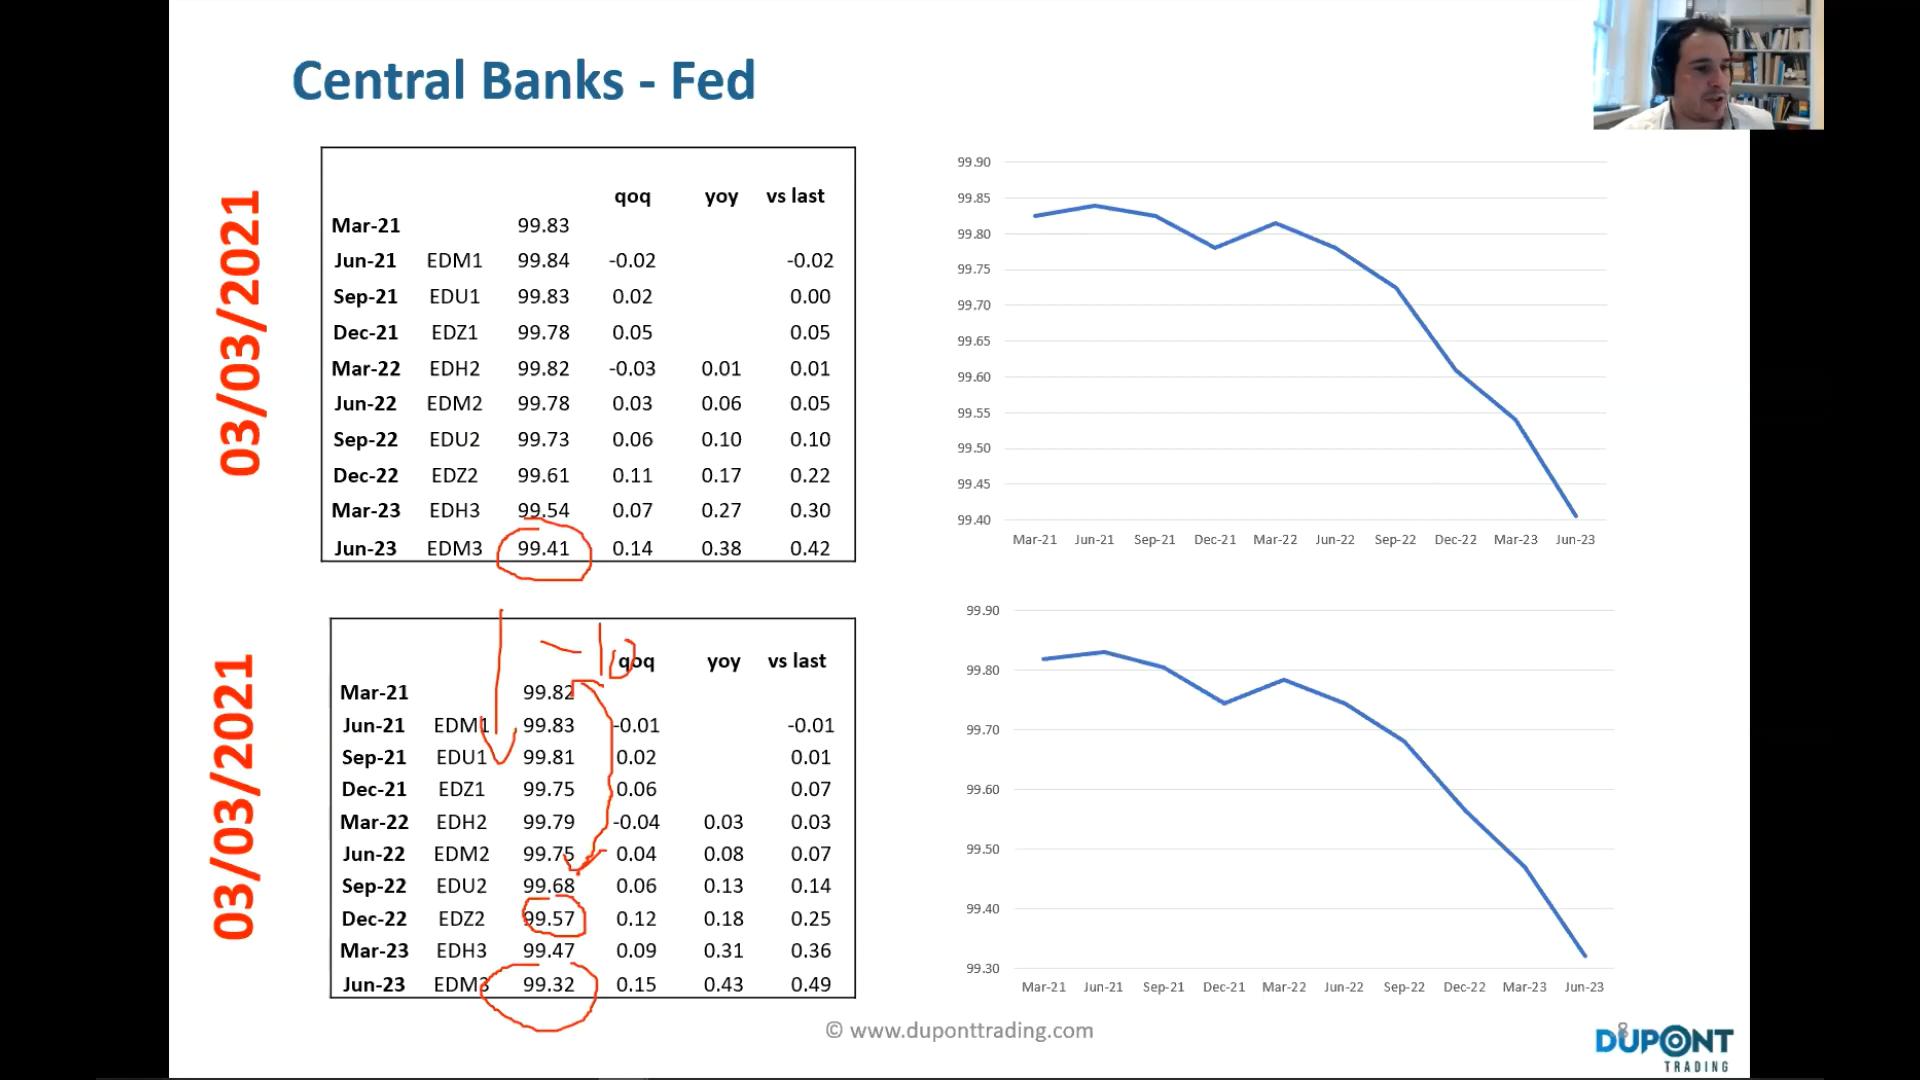 Central Banks - Fed
03/03/2021
qoq yoy vs last
Mar-21 99.83
Jun-21 EDM1 99.84 -0.02 -0.02
Sep-21 EDU1 99.83 0.02 0.00
Dec-21 EDZ1 99.78 0.05 0.05
Mar-22 EDH2 99.82 -0.03 0.01 0.01
Jun-22 EDM2 99.78 0.03 0.06 0.05
Sep-22 EDU2 99.73 0.06 0.10 0.10
Dec-22 EDZ2 99.61 0.11 0.17 0.22
Mar-23 EDH3 99.54 0.07 0.27 0.30
Jun-23 EDM3 99.41 0.14 0.38 0.42
99.90
99.85
99.80
99.75
99.70
99.65
99.60
99.55
99.50
99.45
99.40
Mar-21 Jun-21 Sep-21 Dec-21 Mar-22 Jun-22 Sep-22 Dec-22 Mar-23 Jun-23
03/03/2021
-10
qoq yoy vs last
Mar-21 99.82
Jun-21 EDM1 99.83 -0.01 -0.01
Sep-21 EDU1 99.81 0.02 0.01
Dec-21 EDZ1 99.75 0.06 0.07
Mar-22 EDH2 99.79 -0.04 0.03 0.03
Jun-22 EDM2 99.75 0.04 0.08 0.07
Sep-22 EDU2 99.68 0.06 0.13 0.14
Dec-22 EDZ2 99.57 0.12 0.18 0.25
Mar-23 EDH3 99.47 0.09 0.31 0.36
Jun-23 EDM3 99.32 0.15 0.43 0.49
99.90
99.80
99.70
99.60
99.50
99.40
99.30
Mar-21 Jun-21 Sep-21 Dec-21 Mar-22 Jun-22 Sep-22 Dec-22 Mar-23 Jun-23
© www.duponttrading.com
8
DUPONT
TRADING